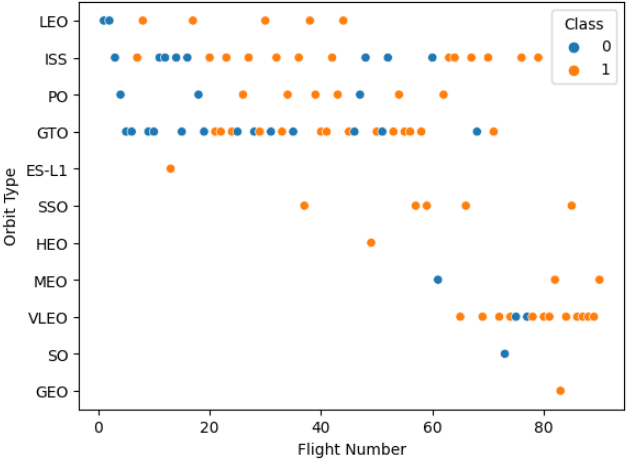 LEO
ISS
PO
GTO
ES-L1
SSO
HEO
MEO
VLEO
SO
GEO
Orbit Type
Class
0
1
0 20 40 60 80
Flight Number